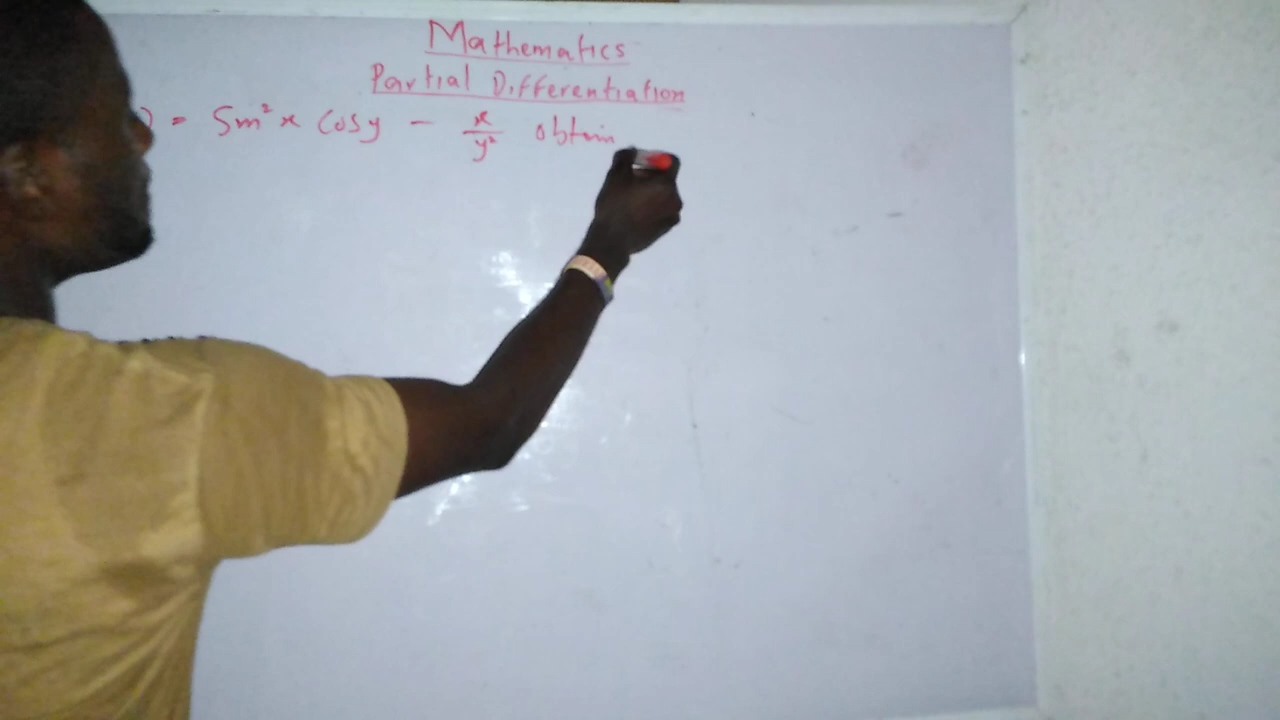 Mathematics
Partial Differentiation
) = Sin²x Cosy - x/y² obtain